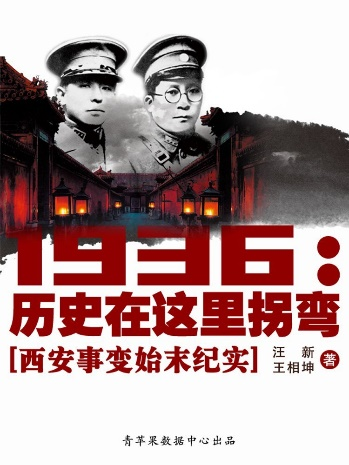 1936：
历史在这里拐弯
[西安事变始末纪实]
汪 新
王相坤
著
青苹果数据中心出品